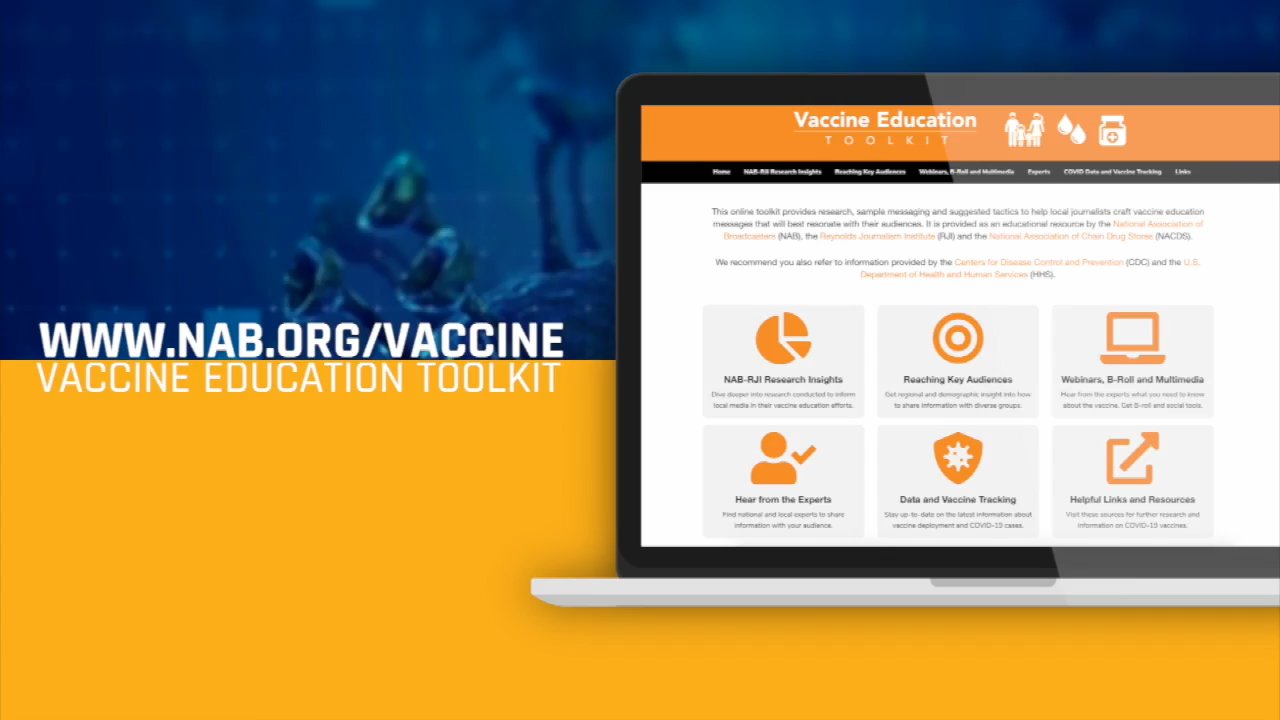 WWW.NAB.ORG/VACCINE
VACCINE EDUCATION TOOLKIT
Vaccine Education
TOOLKIT
Home NAB-RJI Research Insights Reaching Key Audiences Webinars, B-Roll and Multimedia Experts COVID Data and Vaccine Tracking Links
This online toolkit provides research, sample messaging and suggested tactics to help local journalists craft vaccine education
messages that will best resonate with their audiences. It is provided as an educational resource by the National Association of
Broadcasters (NAB), the Reynolds Journalism Institute (RJI) and the National Association of Chain Drug Stores (NACDS).
We recommend you also refer to information provided by the Centers for Disease Control and Prevention (CDC) and the U.S.
Department of Health and Human Services (HHS).
NAB-RJI Research Insights
Dive deeper into research conducted to inform
local media in their vaccine education efforts.
Reaching Key Audiences
Get regional and demographic insight into how
to share information with diverse groups.
Webinars, B-Roll and Multimedia
Hear from the experts what you need to know
about the vaccine. Get B-roll and social tools.
Hear from the Experts
Find national and local experts to share
information with your audience.
Data and Vaccine Tracking
Stay up-to-date on the latest information about
vaccine deployment and COVID-19 cases.
Helpful Links and Resources
Visit these sources for further research and
information on COVID-19 vaccines.